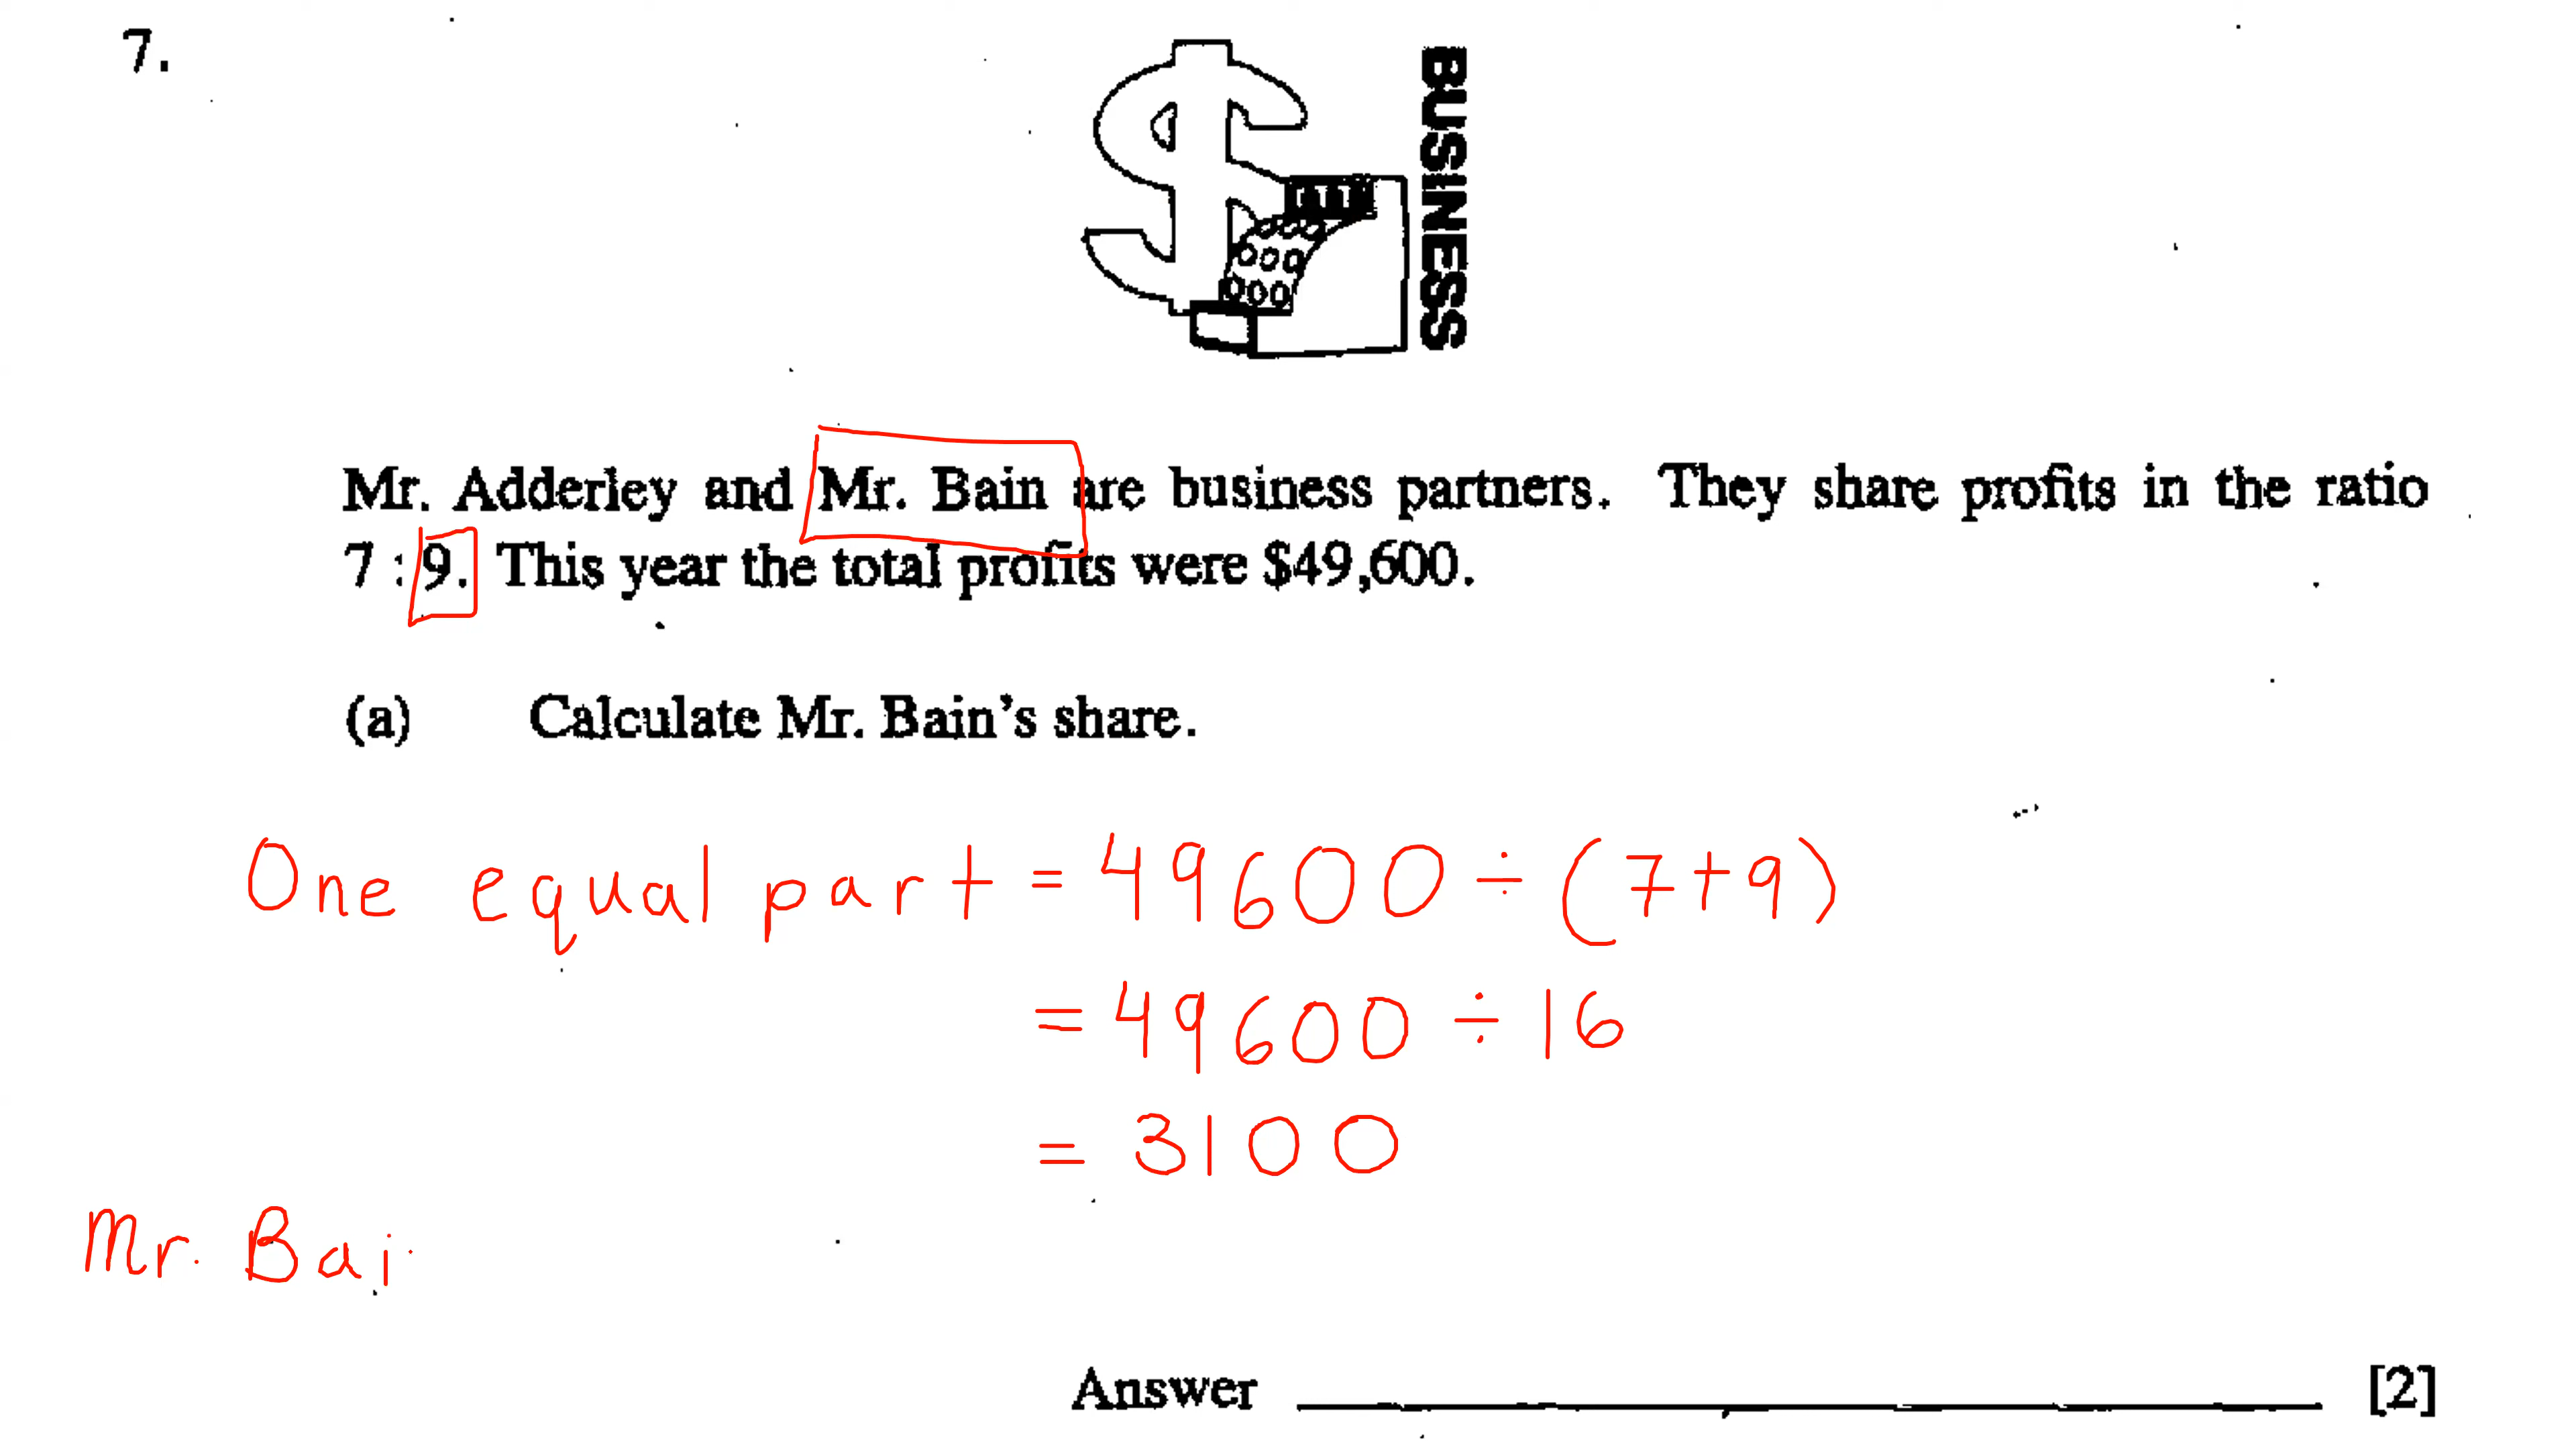 7.
BUSINESS
Mr. Adderley and Mr. Bain are business partners. They share profits in the ratio
7 : 9. This year the total profits were $49,600.
(a) Calculate Mr. Bain's share.
One equal part = 49600 ÷ (7+9)
= 49600 ÷ 16
= 3100
Mr. Bai
Answer [2]